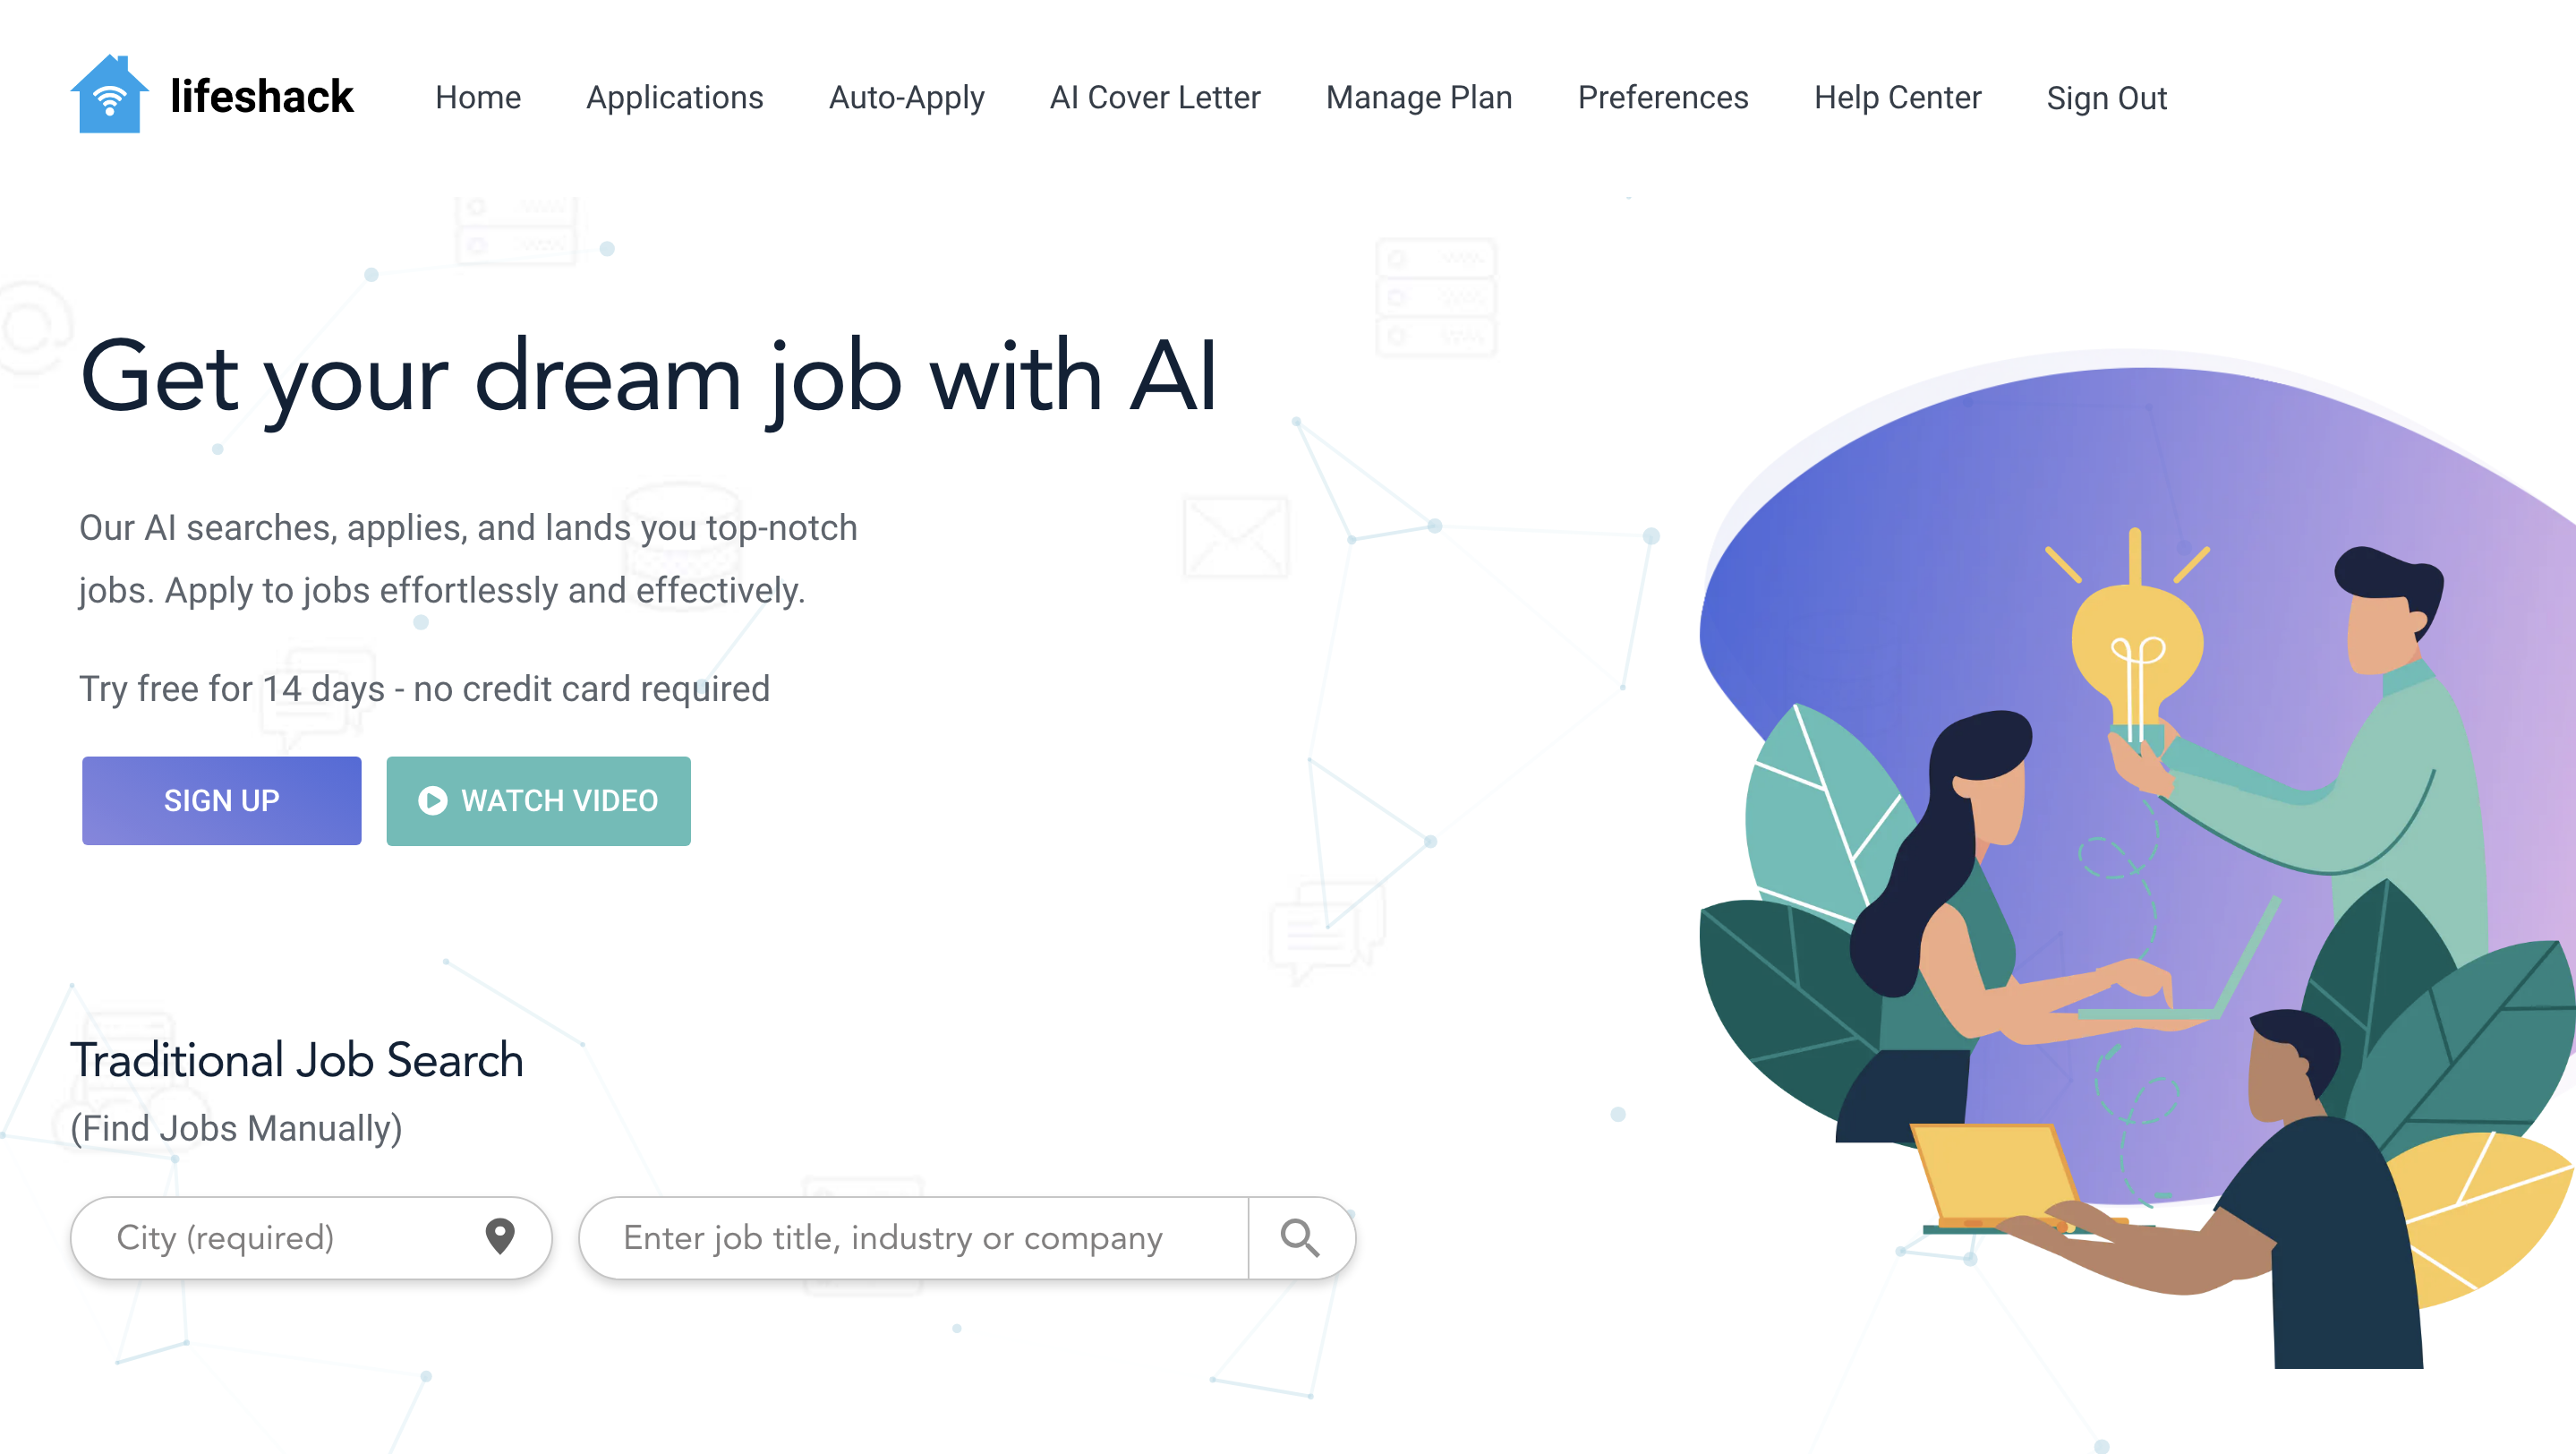 lifeshack
Home
Applications
Auto-Apply
AI Cover Letter
Manage Plan
Preferences
Help Center
Sign Out
Get your dream job with AI
Our AI searches, applies, and lands you top-notch
jobs. Apply to jobs effortlessly and effectively.
Try free for 14 days - no credit card required
SIGN UP
WATCH VIDEO
Traditional Job Search
(Find Jobs Manually)
City (required)
Enter job title, industry or company